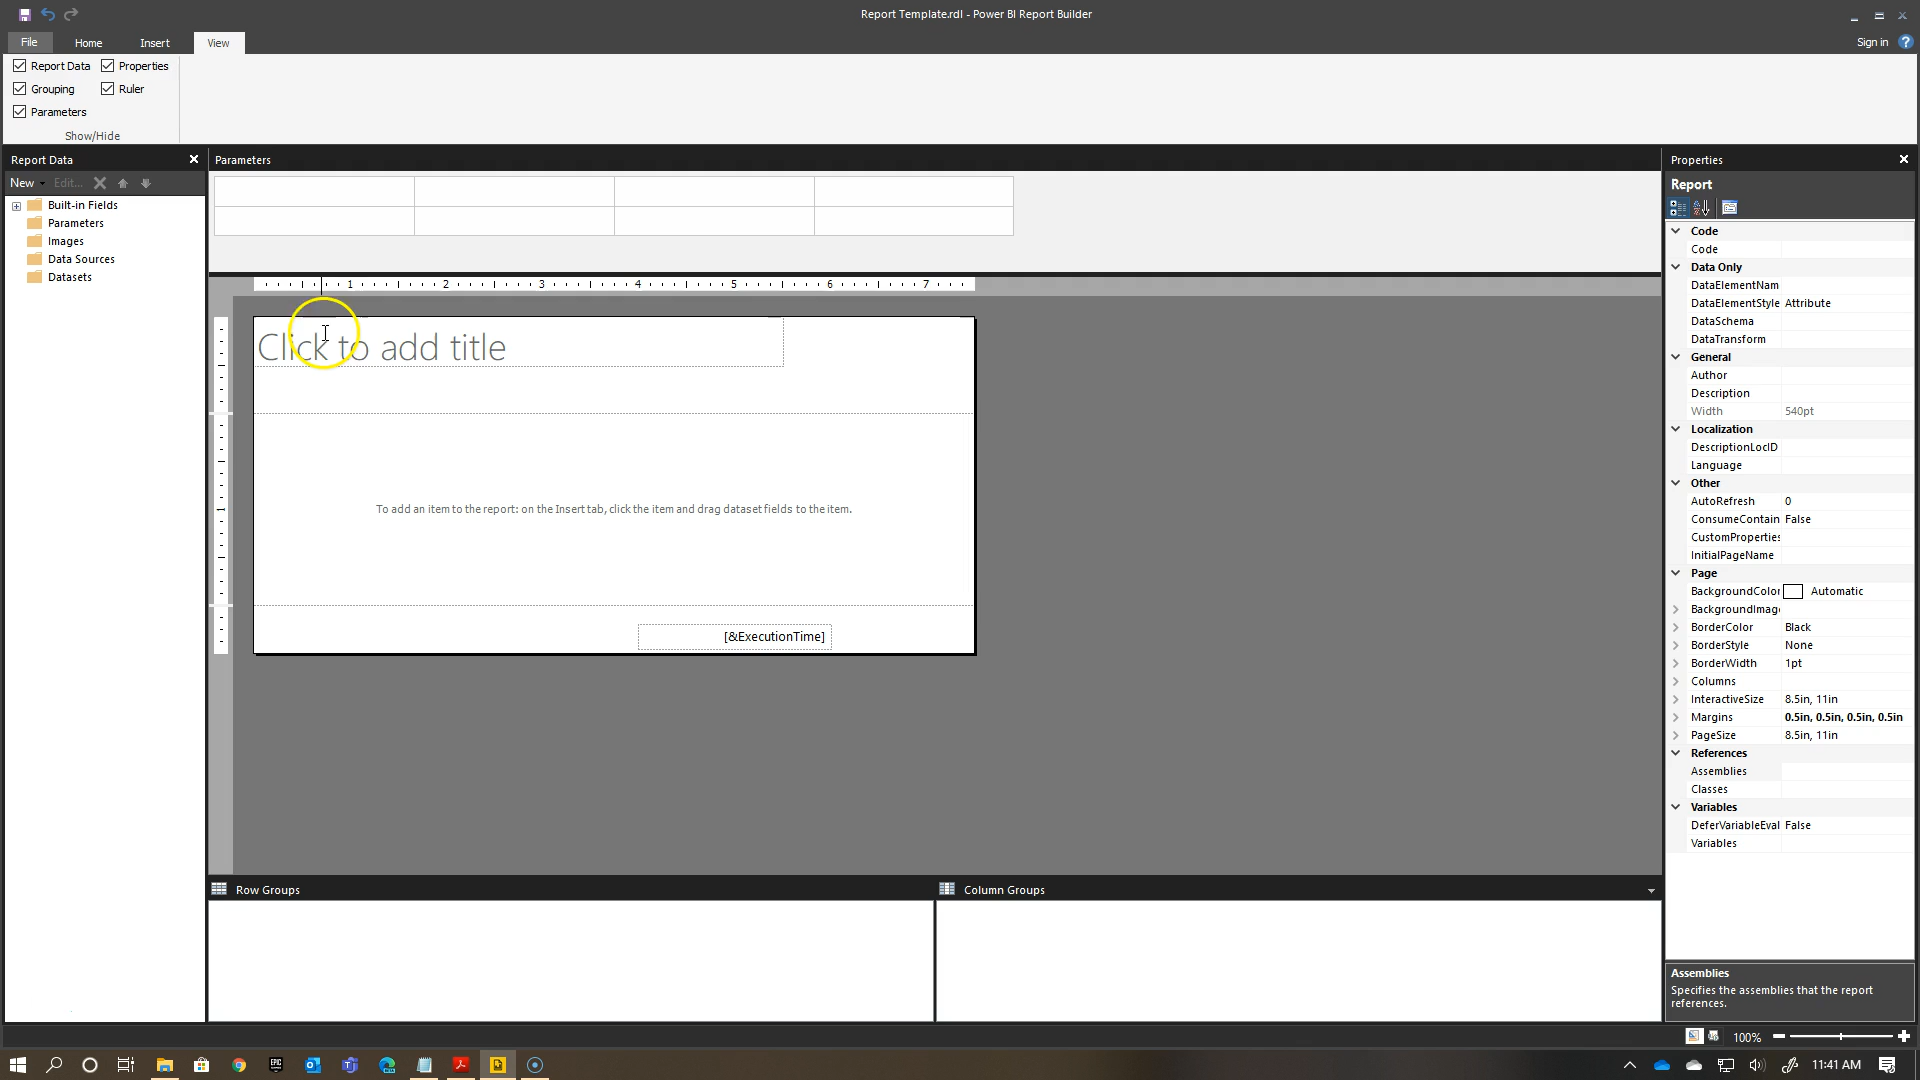 Report Template.rdl - Power BI Report Builder
File Home Insert View
Sign in
Report Data Properties
Grouping Ruler
Parameters
Show/Hide
Report Data
New Edit...
Built-in Fields
Parameters
Images
Data Sources
Datasets
Parameters
1 2 3 4 5 6 7
Click to add title
1
To add an item to the report: on the Insert tab, click the item and drag dataset fields to the item.
[&ExecutionTime]
Row Groups
Column Groups
Properties
Report
Code
Code
Data Only
DataElementNam
DataElementStyle Attribute
DataSchema
DataTransform
General
Author
Description
Width 540pt
Localization
DescriptionLocID
Language
Other
AutoRefresh 0
ConsumeContain False
CustomProperties
InitialPageName
Page
BackgroundColor Automatic
BackgroundImage
BorderColor Black
BorderStyle None
BorderWidth 1pt
Columns
InteractiveSize 8.5in, 11in
Margins 0.5in, 0.5in, 0.5in, 0.5in
PageSize 8.5in, 11in
References
Assemblies
Classes
Variables
DeferVariableEval False
Variables
Assemblies
Specifies the assemblies that the report
references.
100%
11:41 AM